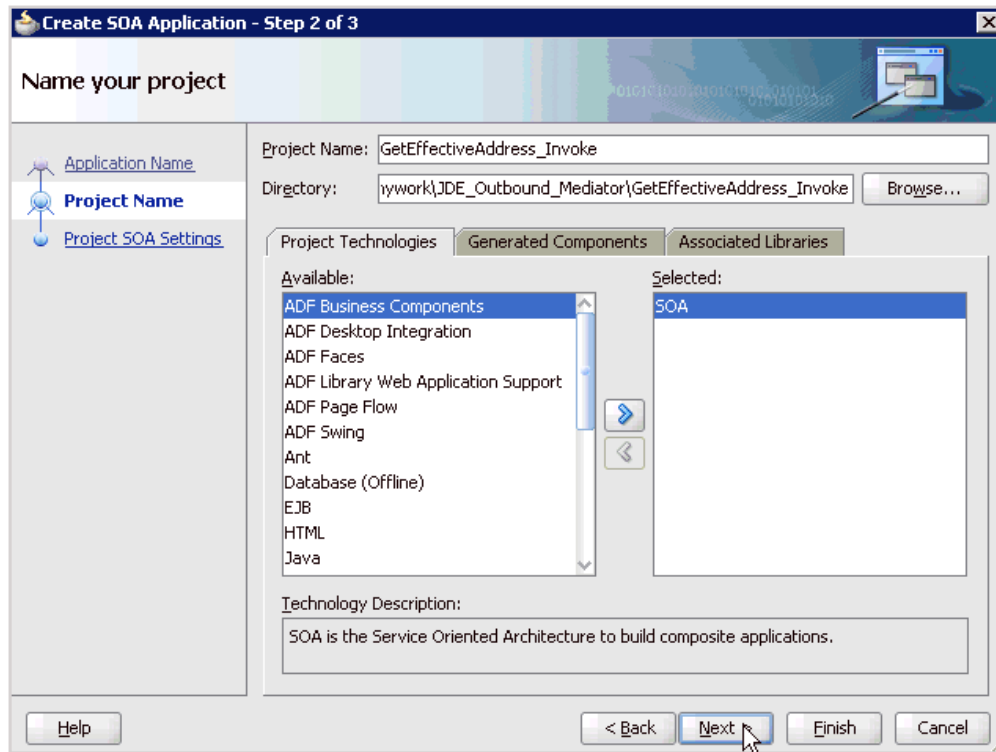 Create SOA Application - Step 2 of 3
Name your project
Application Name
Project Name
Project SOA Settings
Project Name: GetEffectiveAddress_Invoke
Directory: \JDE_Outbound_Mediator\GetEffectiveAddress_Invoke Browse...
Project Technologies Generated Components Associated Libraries
Available:
ADF Business Components
ADF Desktop Integration
ADF Faces
ADF Library Web Application Support
ADF Page Flow
ADF Swing
Ant
Database (Offline)
EJB
HTML
Java
Selected:
SOA
Technology Description:
SOA is the Service Oriented Architecture to build composite applications.
Help < Back Next > Finish Cancel